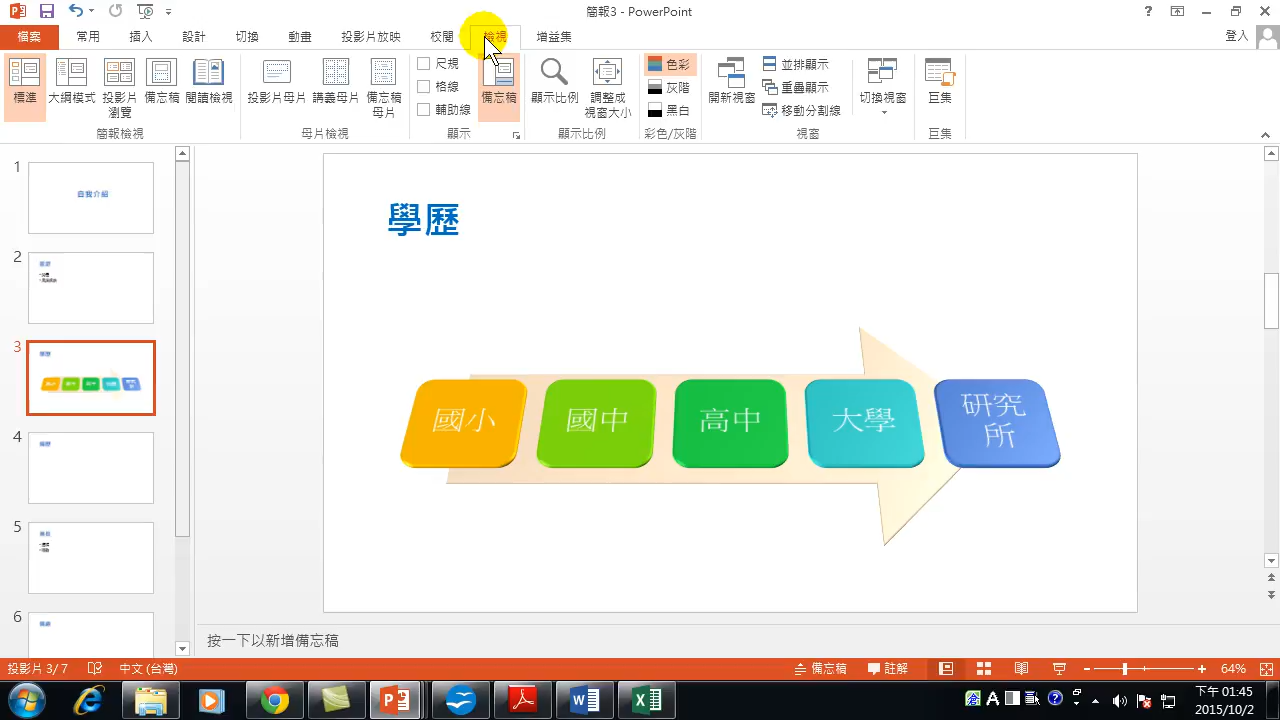 簡報3 - PowerPoint
檔案 常用 插入 設計 切換 動畫 投影片放映 校閱 檢視 增益集 登入
標準 大綱模式 投影片瀏覽 備忘稿 閱讀檢視 投影片母片 講義母片 備忘稿母片 尺規 格線 輔助線 備忘稿 顯示比例 調整成視窗大小 色彩 灰階 黑白 開新視窗 並排顯示 重疊顯示 移動分割線 切換視窗 巨集
簡報檢視 母片檢視 顯示 顯示比例 色彩/灰階 視窗 巨集
1
自我介紹
2
3
4
5
6
學歷
國小 國中 高中 大學 研究所
按一下以新增備忘稿
投影片 3/7 中文 (台灣) 備忘稿 註解 64%
下午 01:45
2015/10/2